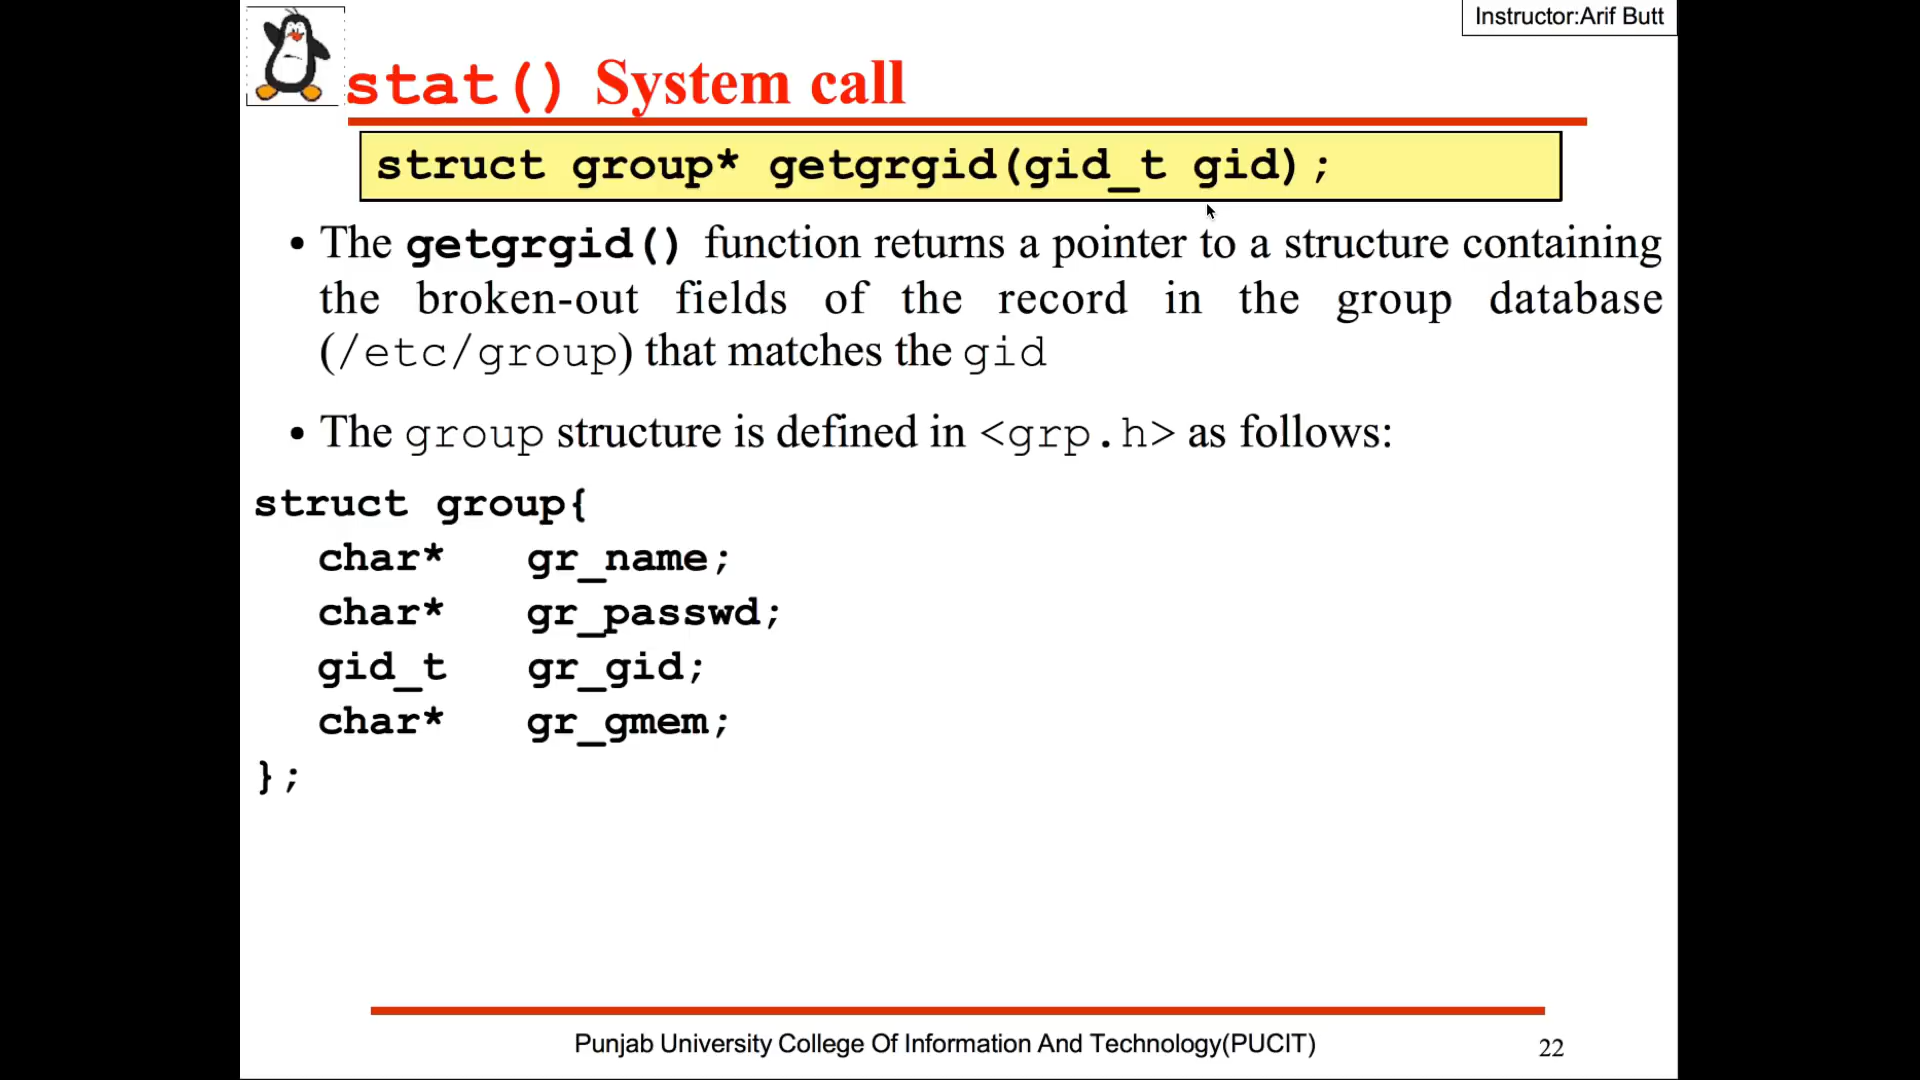 Instructor:Arif Butt
stat() System call
struct group* getgrgid(gid_t gid);
• The getgrgid() function returns a pointer to a structure containing
the broken-out fields of the record in the group database
(/etc/group) that matches the gid
• The group structure is defined in <grp.h> as follows:
struct group{
char* gr_name;
char* gr_passwd;
gid_t gr_gid;
char* gr_gmem;
};
Punjab University College Of Information And Technology(PUCIT)
22